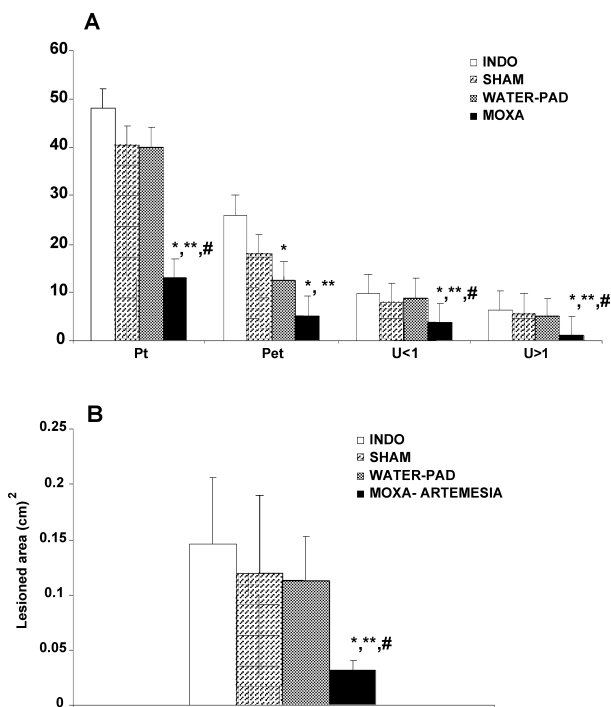 A
60
50
40
30
20
10
0
INDO
SHAM
WATER-PAD
MOXA
*,**,#
*
*, **
*,**,#
*,**,#
Pt Pet U<1 U>1
B
0.25
0.2
0.15
0.1
0.05
0
Lesioned area (cm) 2
INDO
SHAM
WATER-PAD
MOXA- ARTEMESIA
*,**,#